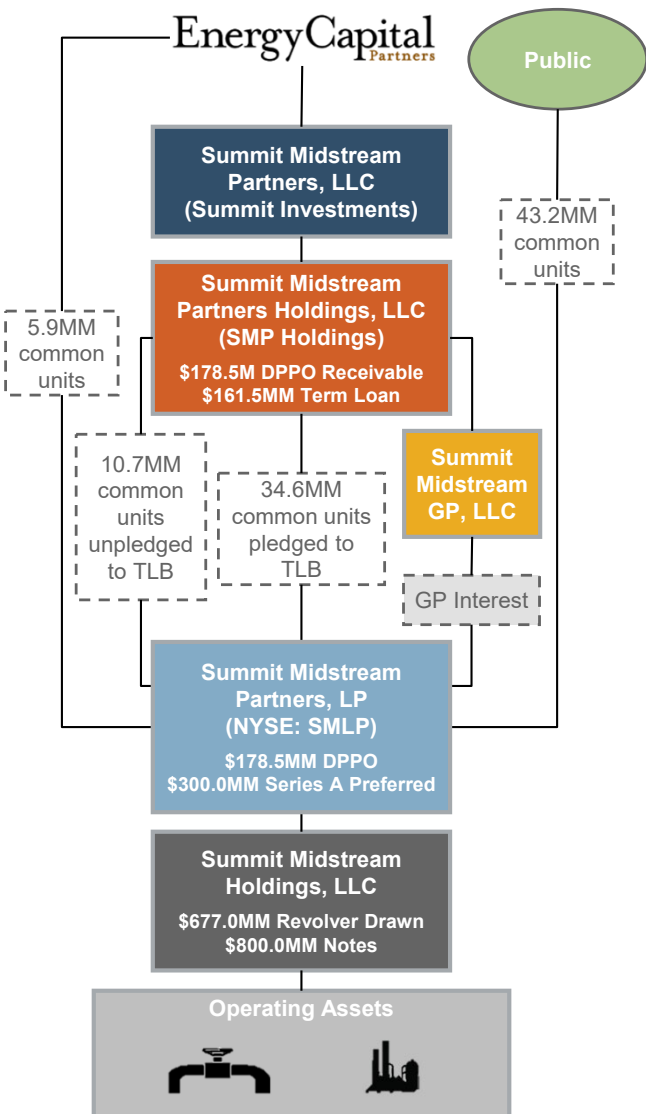 EnergyCapital
Partners
Public
Summit Midstream
Partners, LLC
(Summit Investments)
43.2MM
common
units
Summit Midstream
Partners Holdings, LLC
(SMP Holdings)
$178.5M DPPO Receivable
$161.5MM Term Loan
5.9MM
common
units
10.7MM
common
units
unpledged
to TLB
34.6MM
common units
pledged to
TLB
Summit
Midstream
GP, LLC
GP Interest
Summit Midstream
Partners, LP
(NYSE: SMLP)
$178.5MM DPPO
$300.0MM Series A Preferred
Summit Midstream
Holdings, LLC
$677.0MM Revolver Drawn
$800.0MM Notes
Operating Assets